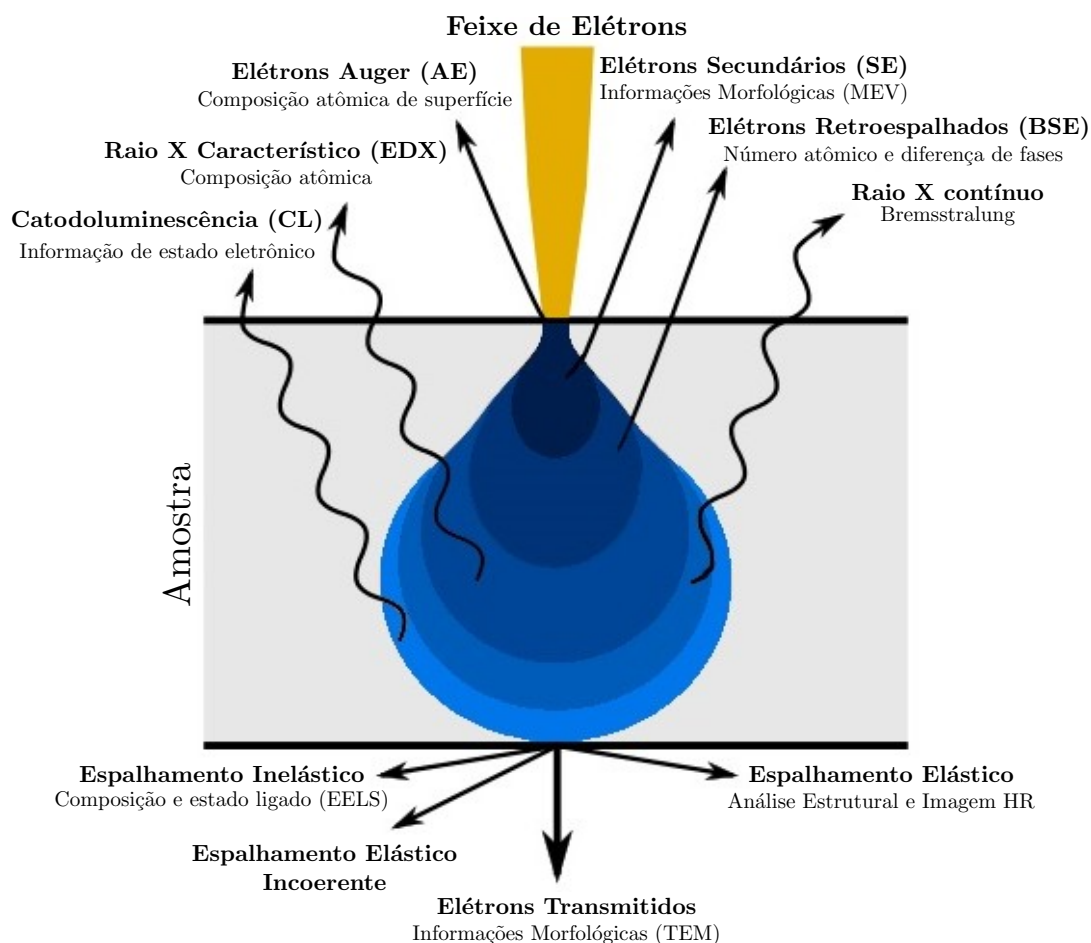 Feixe de Elétrons
Elétrons Auger (AE)
Composição atômica de superfície
Elétrons Secundários (SE)
Informações Morfológicas (MEV)
Elétrons Retroespalhados (BSE)
Número atômico e diferença de fases
Raio X Característico (EDX)
Composição atômica
Raio X contínuo
Bremsstralung
Catodoluminescência (CL)
Informação de estado eletrônico
Amostra
Espalhamento Inelástico
Composição e estado ligado (EELS)
Espalhamento Elástico
Análise Estrutural e Imagem HR
Espalhamento Elástico
Incoerente
Elétrons Transmitidos
Informações Morfológicas (TEM)